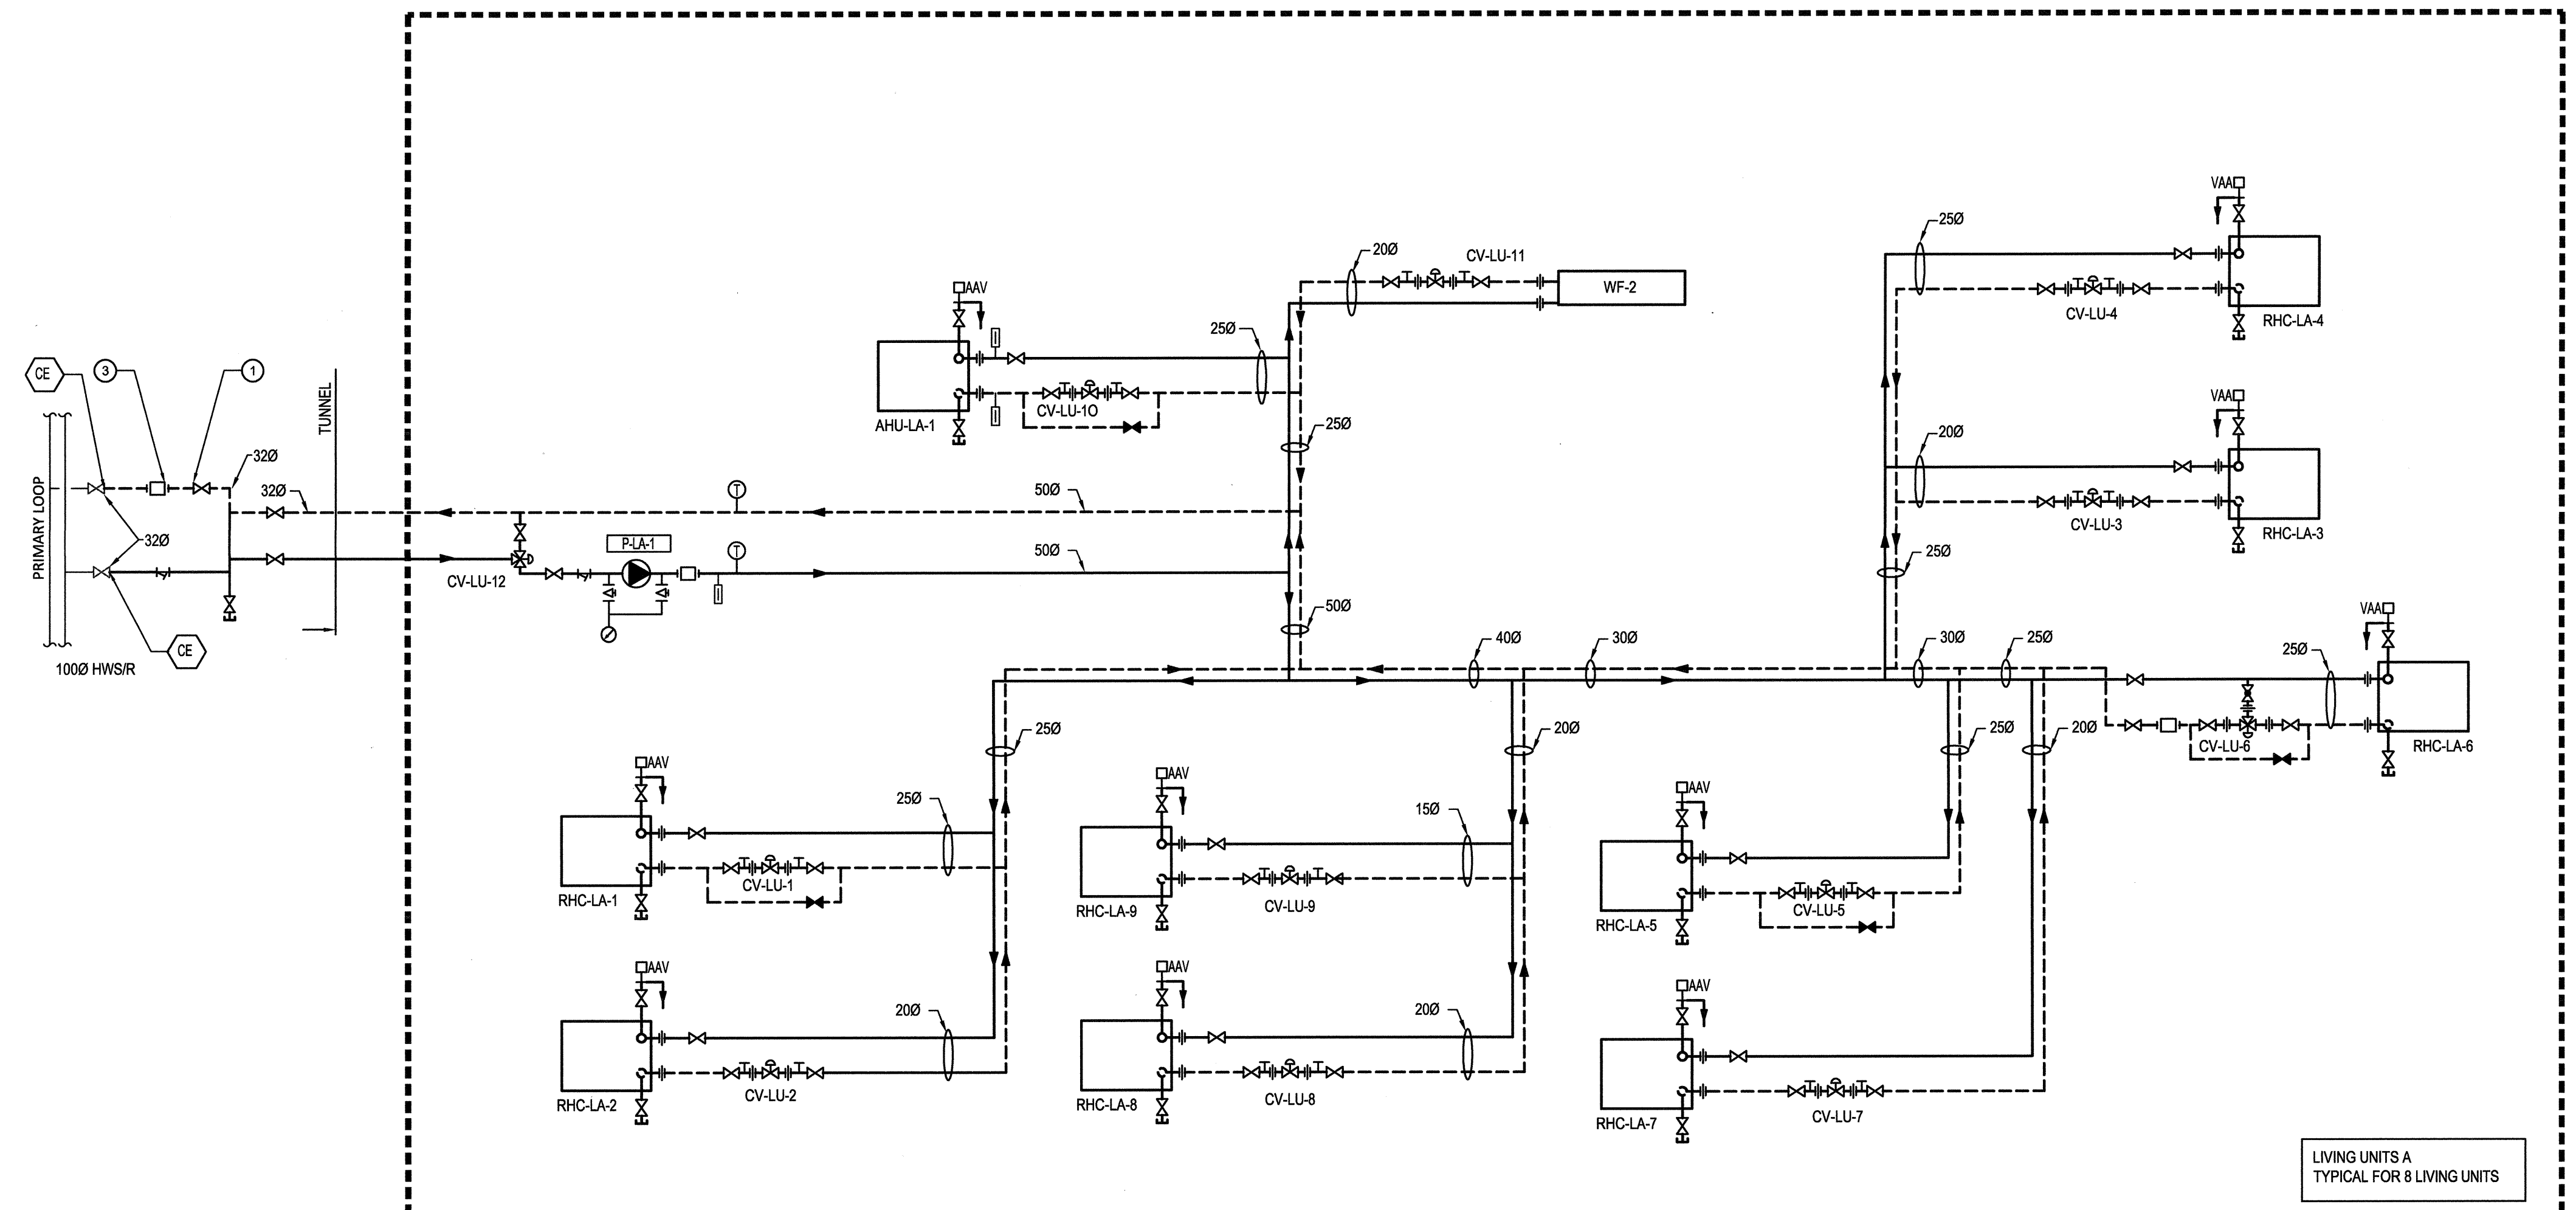 VAA
25Ø
CV-LU-4
RHC-LA-4
20Ø
CV-LU-11
WF-2
AAV
25Ø
CV-LU-1O
AHU-LA-1
25Ø
VAA
20Ø
CV-LU-3
RHC-LA-3
25Ø
CE
3
1
TUNNEL
PRIMARY LOOP
32Ø
32Ø
32Ø
CE
100Ø HWS/R
T
50Ø
P-LA-1
T
50Ø
CV-LU-12
50Ø
40Ø
30Ø
30Ø
25Ø
VAA
25Ø
CV-LU-6
RHC-LA-6
25Ø
20Ø
25Ø
20Ø
AAV
25Ø
CV-LU-1
RHC-LA-1
AAV
15Ø
CV-LU-9
RHC-LA-9
AAV
CV-LU-5
RHC-LA-5
AAV
20Ø
CV-LU-2
RHC-LA-2
AAV
20Ø
CV-LU-8
RHC-LA-8
AAV
CV-LU-7
RHC-LA-7
LIVING UNITS A
TYPICAL FOR 8 LIVING UNITS